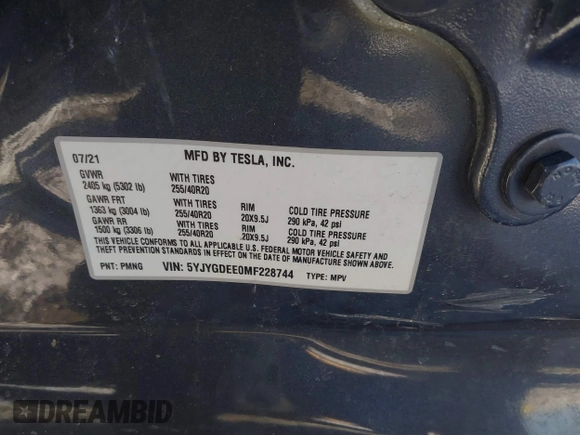 07/21 MFD BY TESLA, INC.
GVWR WITH TIRES
2405 kg (5302 lb) 255/40R20
GAWR FRT WITH TIRES RIM COLD TIRE PRESSURE
1363 kg (3004 lb) 255/40R20 20X9.5J 290 kPa, 42 psi
GAWR RR WITH TIRES RIM COLD TIRE PRESSURE
1500 kg (3306 lb) 255/40R20 20X9.5J 290 kPa, 42 psi
THIS VEHICLE CONFORMS TO ALL APPLICABLE U.S. FEDERAL MOTOR VEHICLE SAFETY AND
THEFT PREVENTION STANDARDS IN EFFECT ON THE DATE OF MANUFACTURE SHOWN ABOVE.
PNT: PMNG VIN: 5YJYGDEE0MF228744 TYPE: MPV
DREAMBID